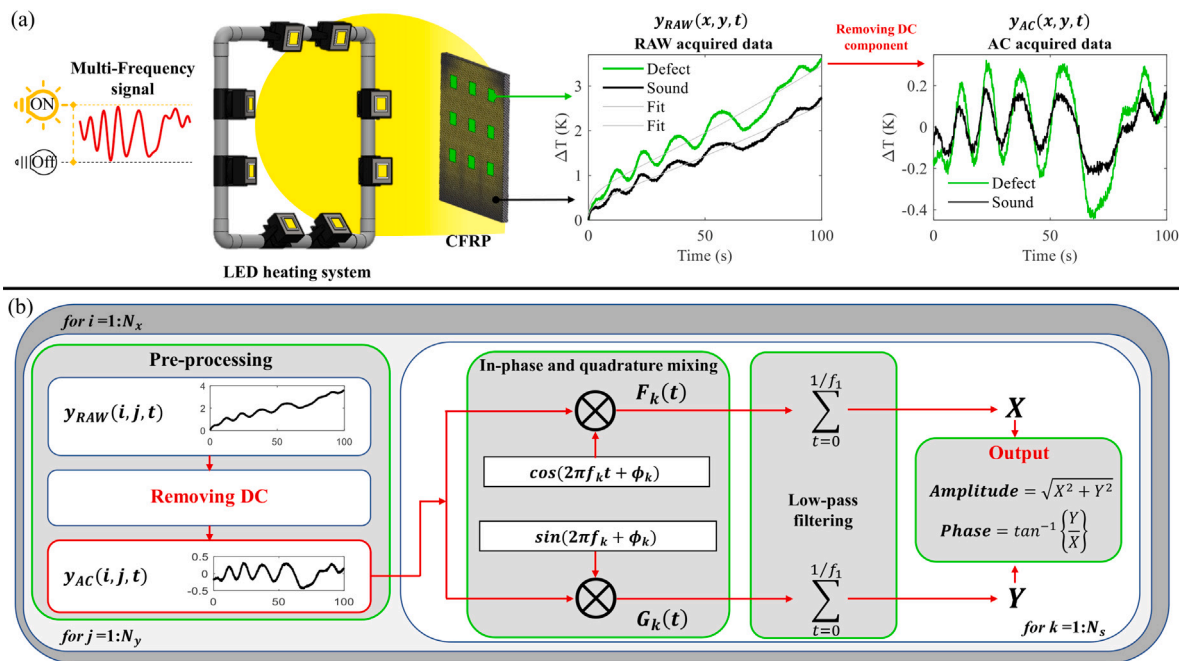 (a)
Multi-Frequency
signal
ON
Off
LED heating system
CFRP
y_RAW(x, y, t)
RAW acquired data
Defect
Sound
Fit
Fit
ΔT (K)
3
2
1
0
0 50 100
Time (s)
Removing DC
component
y_AC(x, y, t)
AC acquired data
ΔT (K)
0.2
0
-0.2
-0.4
Defect
Sound
0 50 100
Time (s)
(b)
for i =1:N_x
Pre-processing
y_RAW(i, j, t)
4
2
0
0 50 100
Removing DC
y_AC(i, j, t)
0.5
0
-0.5
0 50 100
for j =1:N_y
In-phase and quadrature mixing
F_k(t)
cos(2πf_k t + ϕ_k)
sin(2πf_k + ϕ_k)
G_k(t)
1/f_1
∑
t=0
Low-pass
filtering
1/f_1
∑
t=0
X
Output
Amplitude = √X² + Y²
Phase = tan⁻¹ {Y/X}
Y
for k =1:N_s